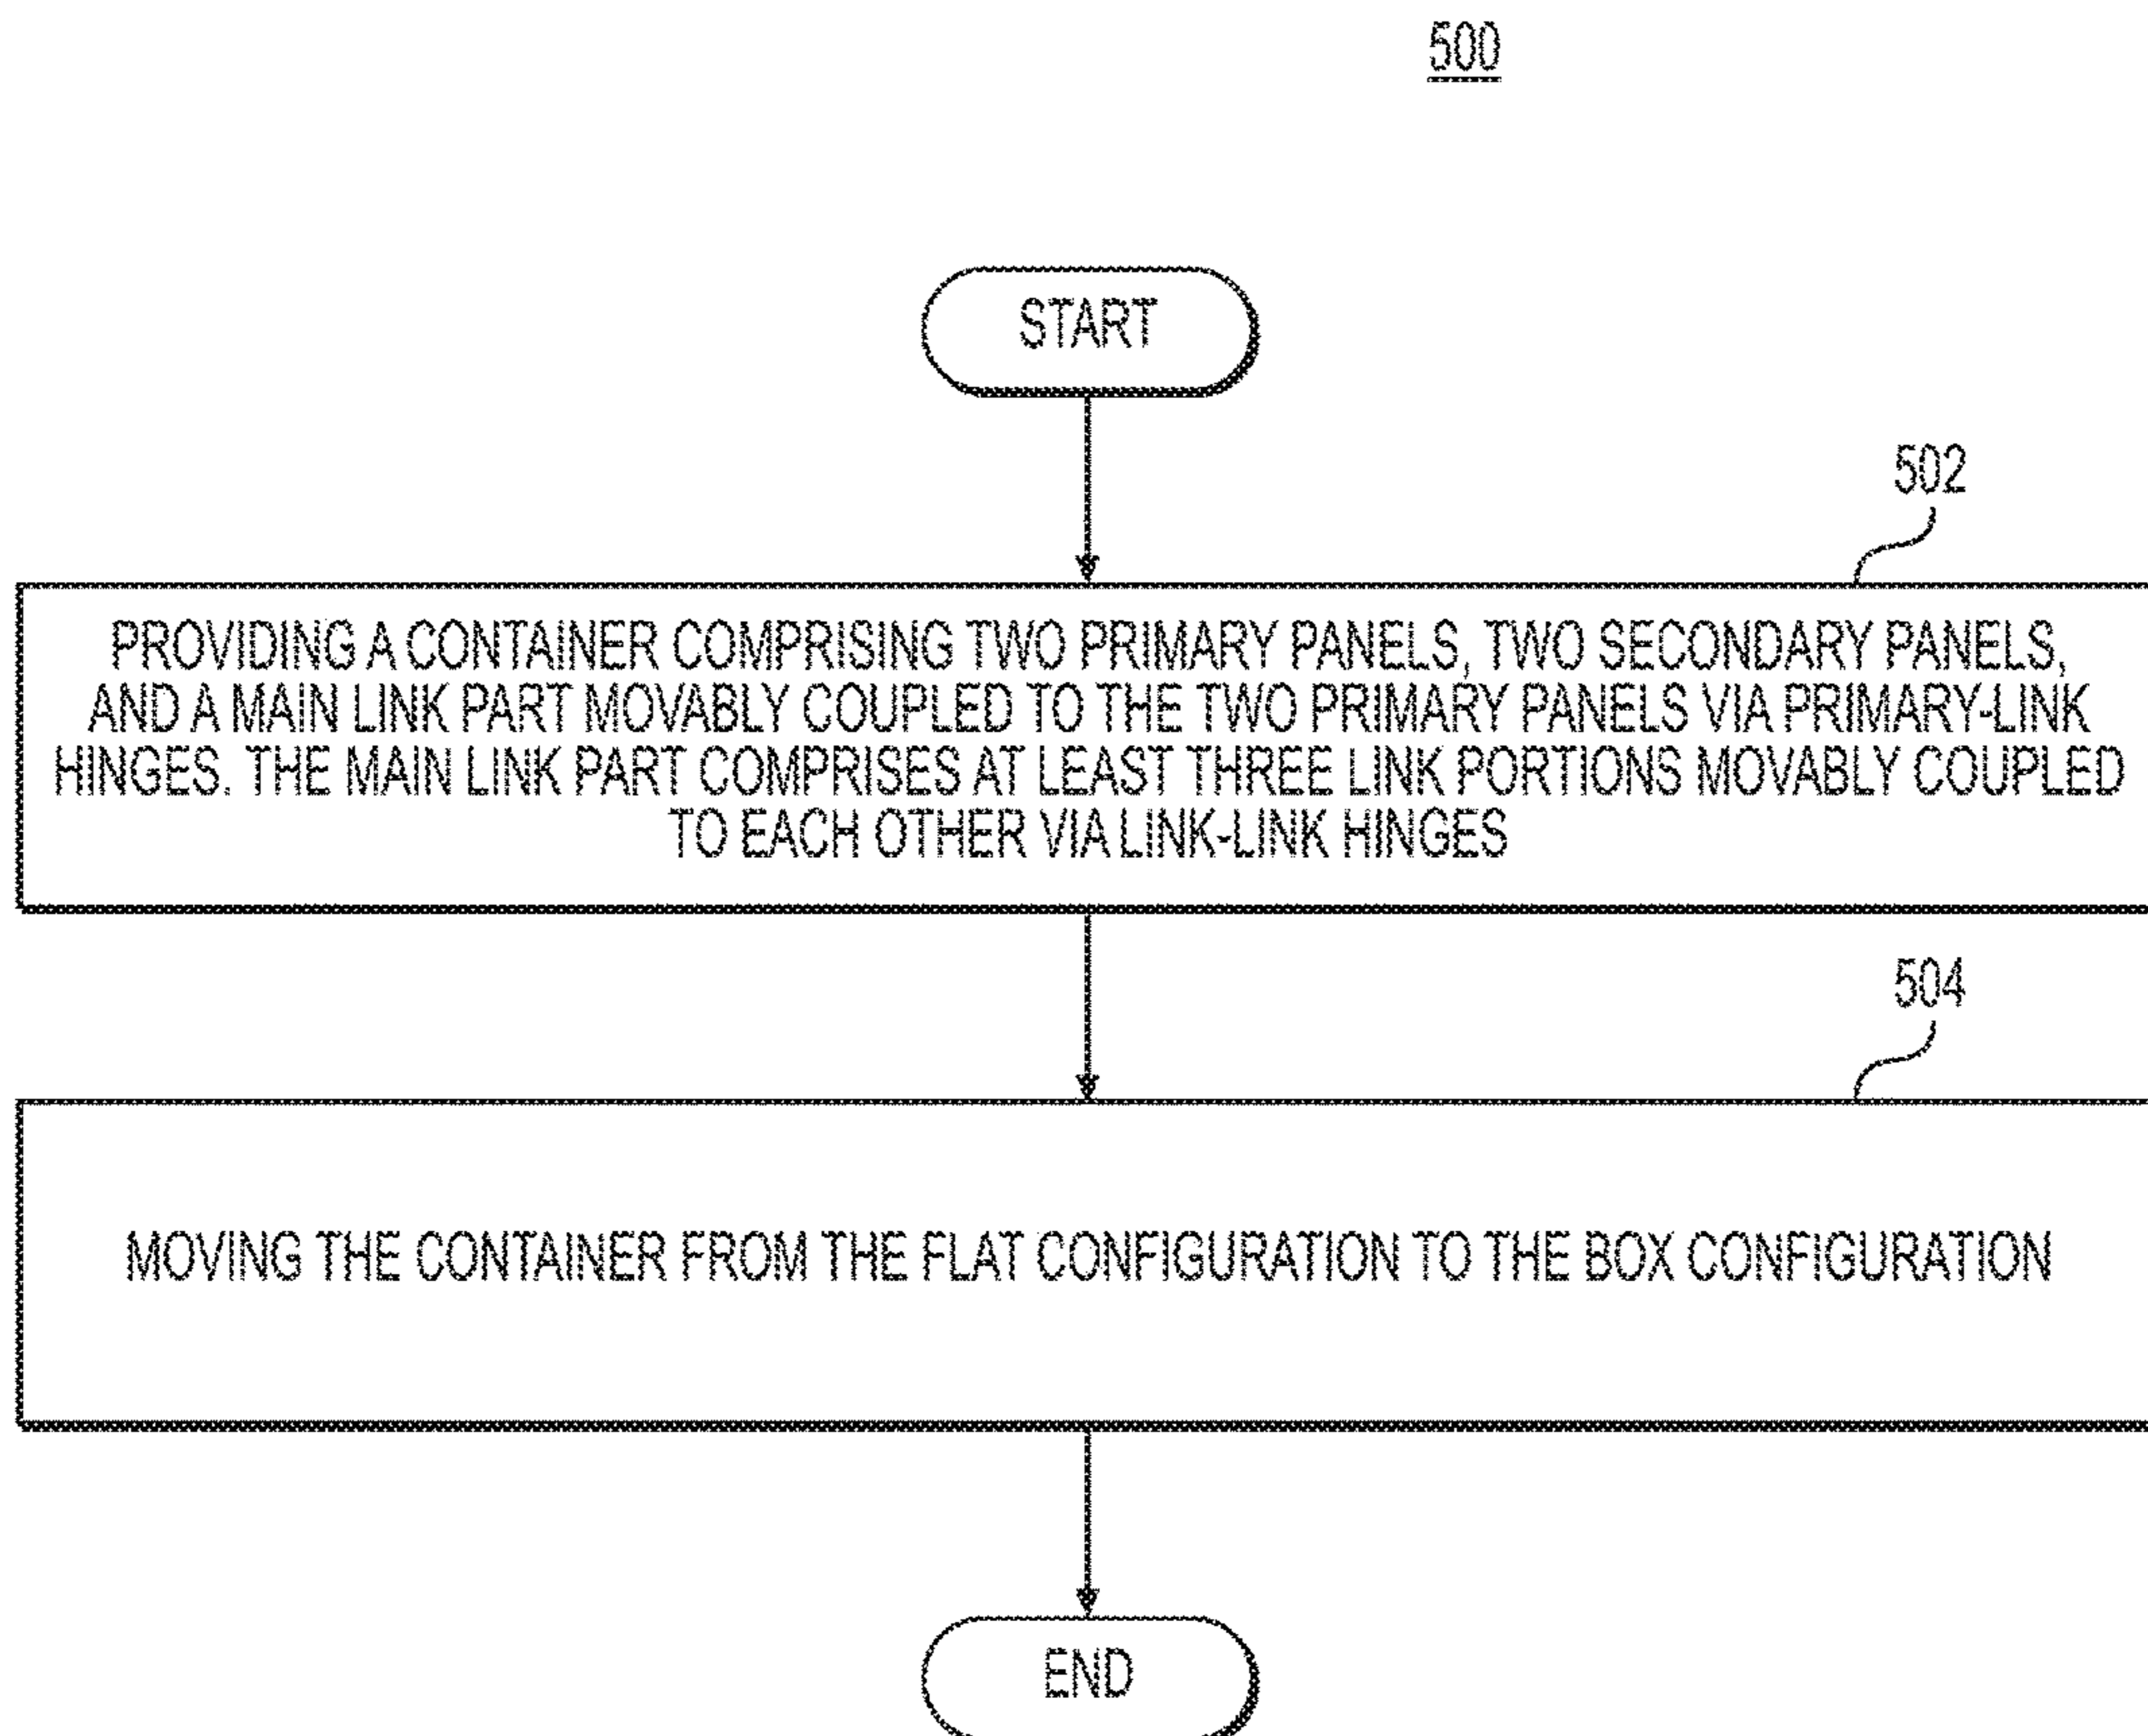 500
START
502
PROVIDING A CONTAINER COMPRISING TWO PRIMARY PANELS, TWO SECONDARY PANELS,
AND A MAIN LINK PART MOVABLY COUPLED TO THE TWO PRIMARY PANELS VIA PRIMARY-LINK
HINGES. THE MAIN LINK PART COMPRISES AT LEAST THREE LINK PORTIONS MOVABLY COUPLED
TO EACH OTHER VIA LINK-LINK HINGES
504
MOVING THE CONTAINER FROM THE FLAT CONFIGURATION TO THE BOX CONFIGURATION
END